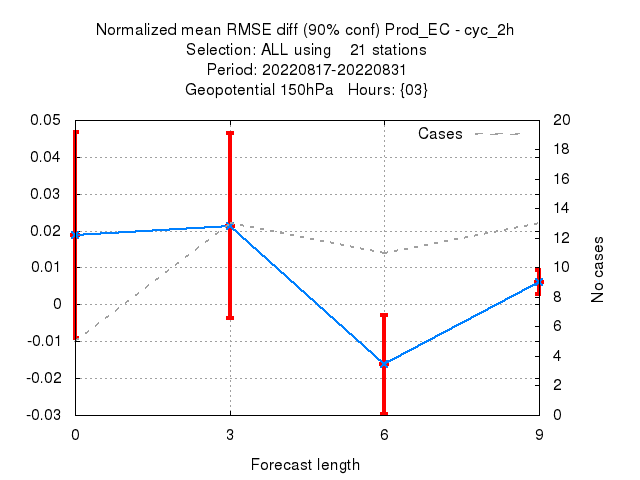 Normalized mean RMSE diff (90% conf) Prod_EC - cyc_2h
Selection: ALL using    21 stations
Period: 20220817-20220831
Geopotential 150hPa   Hours: {03}
Cases
0.05
0.04
0.03
0.02
0.01
0
-0.01
-0.02
-0.03
20
18
16
14
12
10
8
6
4
2
0
No cases
0 3 6 9
Forecast length